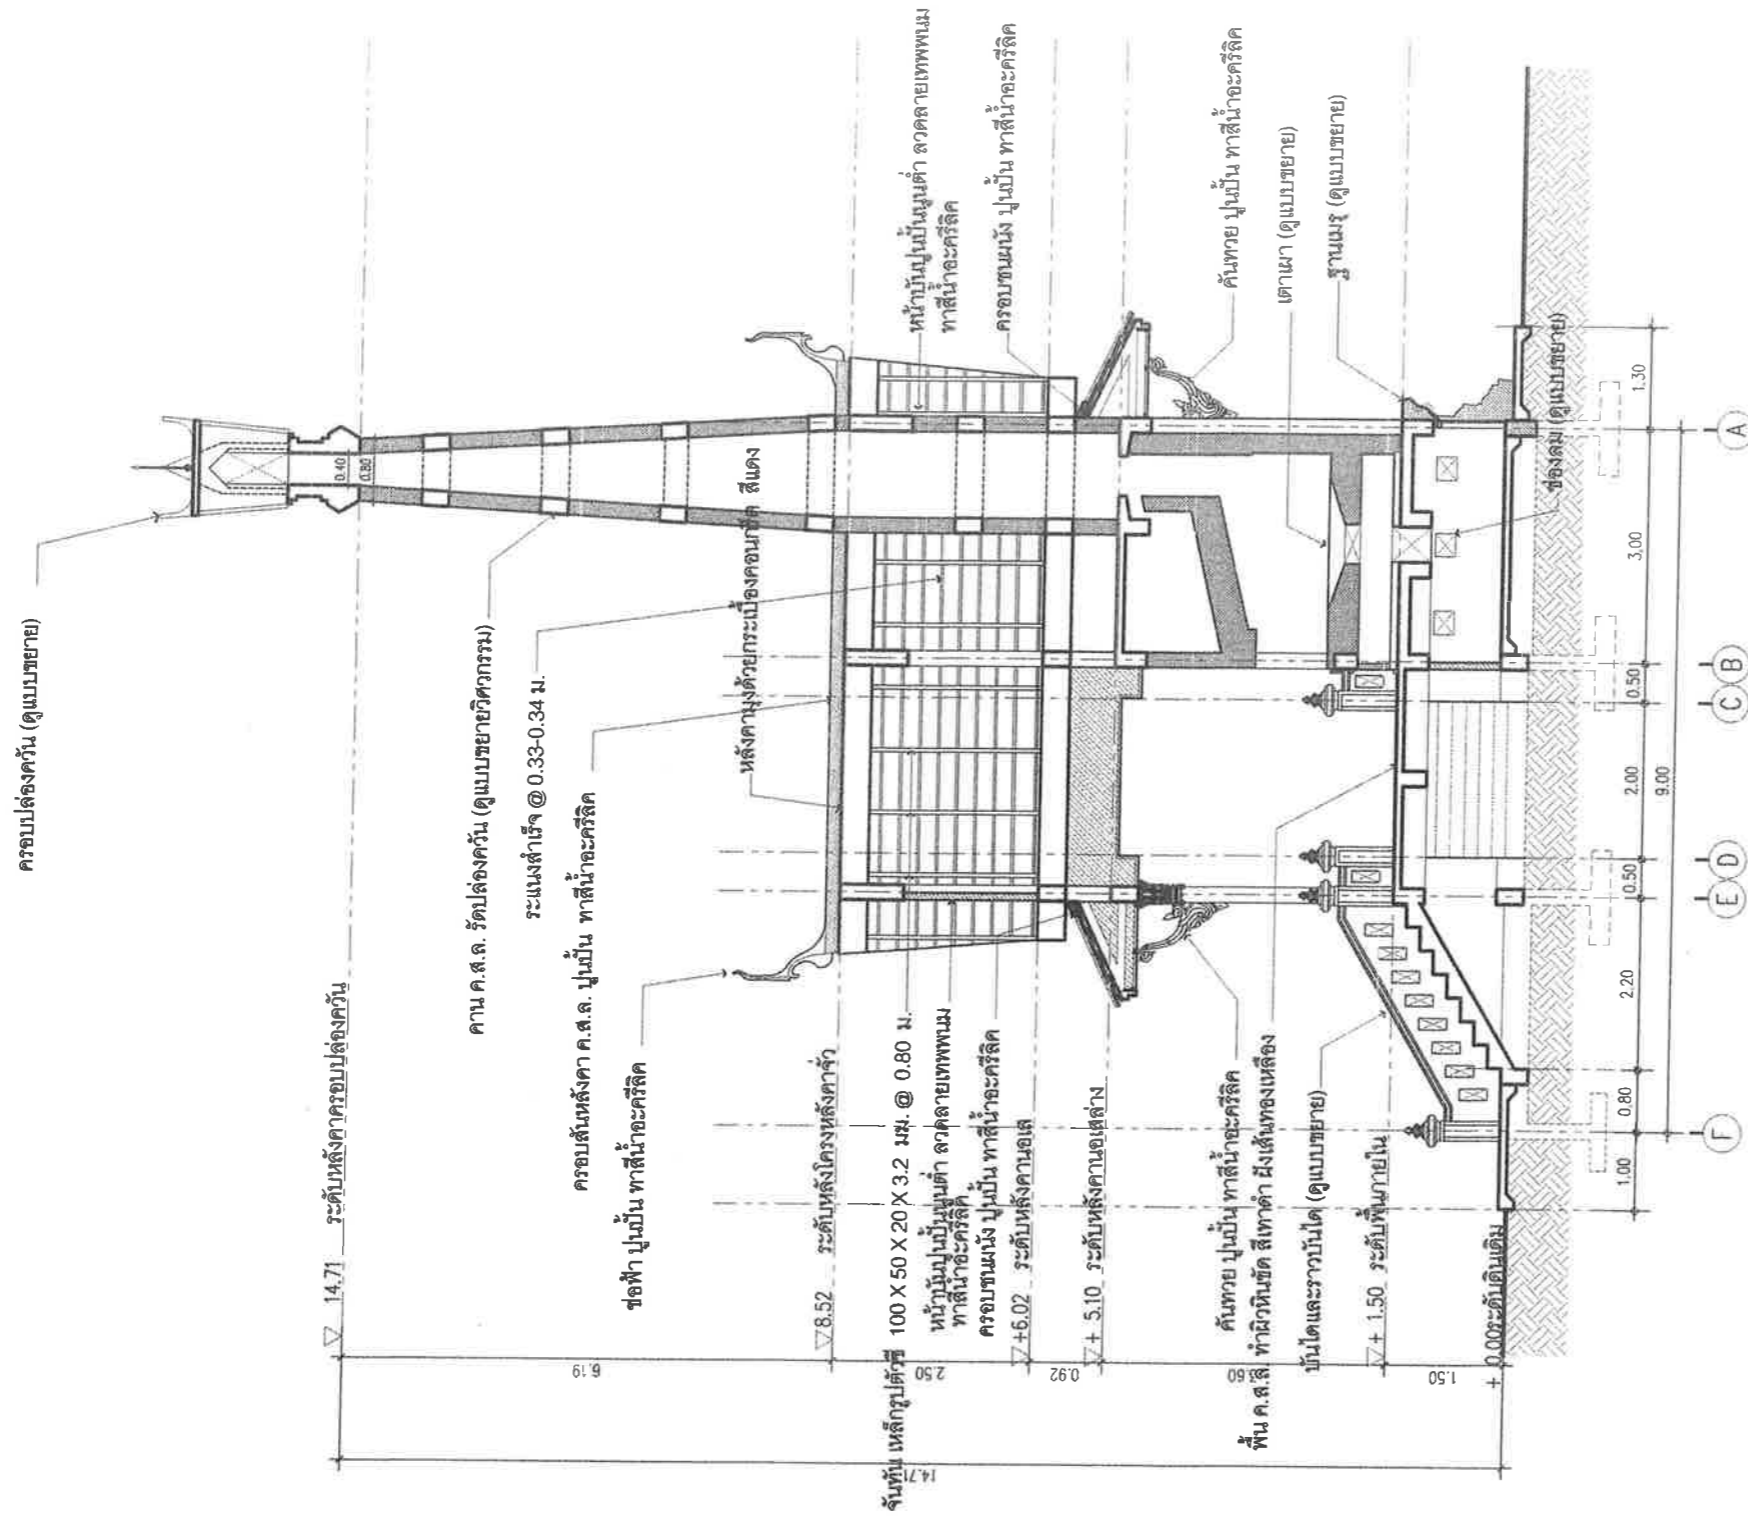 ครอบปล่องควัน (ดูแบบขยาย)
14.71 ระดับหลังคาครอบปล่องควัน
คาน ค.ส.ล. รัดปล่องควัน (ดูแบบขยายวิศวกรรม)
ระแนงสำเร็จ @ 0.33-0.34 ม.
ครอบสันหลังคา ค.ส.ล. ปูนปั้น ทาสีน้ำอะครีลิค
ช่อฟ้า ปูนปั้น ทาสีน้ำอะครีลิค
หลังคามุงด้วยกระเบื้องคอนกรีต สีแดง
8.52 ระดับหลังโครงหลังคาจั่ว
จันทัน เหล็กรูปตัวซี 100 X 50 X 20 X 3.2 มม. @ 0.80 ม.
หน้าบันปูนปั้นนูนต่ำ ลวดลายเทพพนม
ทาสีน้ำอะครีลิค
ครอบชนผนัง ปูนปั้น ทาสีน้ำอะครีลิค
+6.02 ระดับหลังคานอเส
+ 5.10 ระดับหลังคานอเสล่าง
คันทวย ปูนปั้น ทาสีน้ำอะครีลิค
พื้น ค.ส.ล. ทำผิวหินขัด สีเทาดำ ฝังเส้นทองเหลือง
บันไดและราวบันได (ดูแบบขยาย)
+ 1.50 ระดับพื้นภายใน
+ 0.00ระดับดินเดิม
หน้าบันปูนปั้นนูนต่ำ ลวดลายเทพพนม
ทาสีน้ำอะครีลิค
ครอบชนผนัง ปูนปั้น ทาสีน้ำอะครีลิค
คันทวย ปูนปั้น ทาสีน้ำอะครีลิค
เตาเผา (ดูแบบขยาย)
ฐานเมรุ (ดูแบบขยาย)
ช่องลม (ดูแบบขยาย)
0.40
0.80
6.19
2.50
0.92
3.60
1.50
14.71
1.00
0.80
2.20
0.50
2.00
0.50
3.00
1.30
9.00
F
E
D
C
B
A